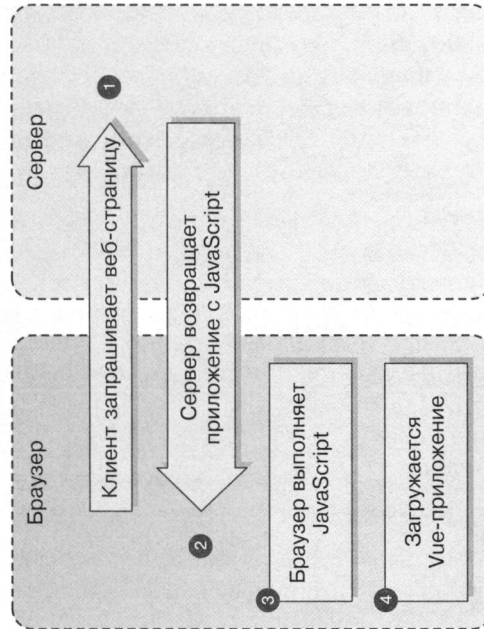 Браузер
Сервер
Клиент запрашивает веб-страницу
1
Сервер возвращает
приложение с JavaScript
2
3
Браузер выполняет
JavaScript
4
Загружается
Vue-приложение